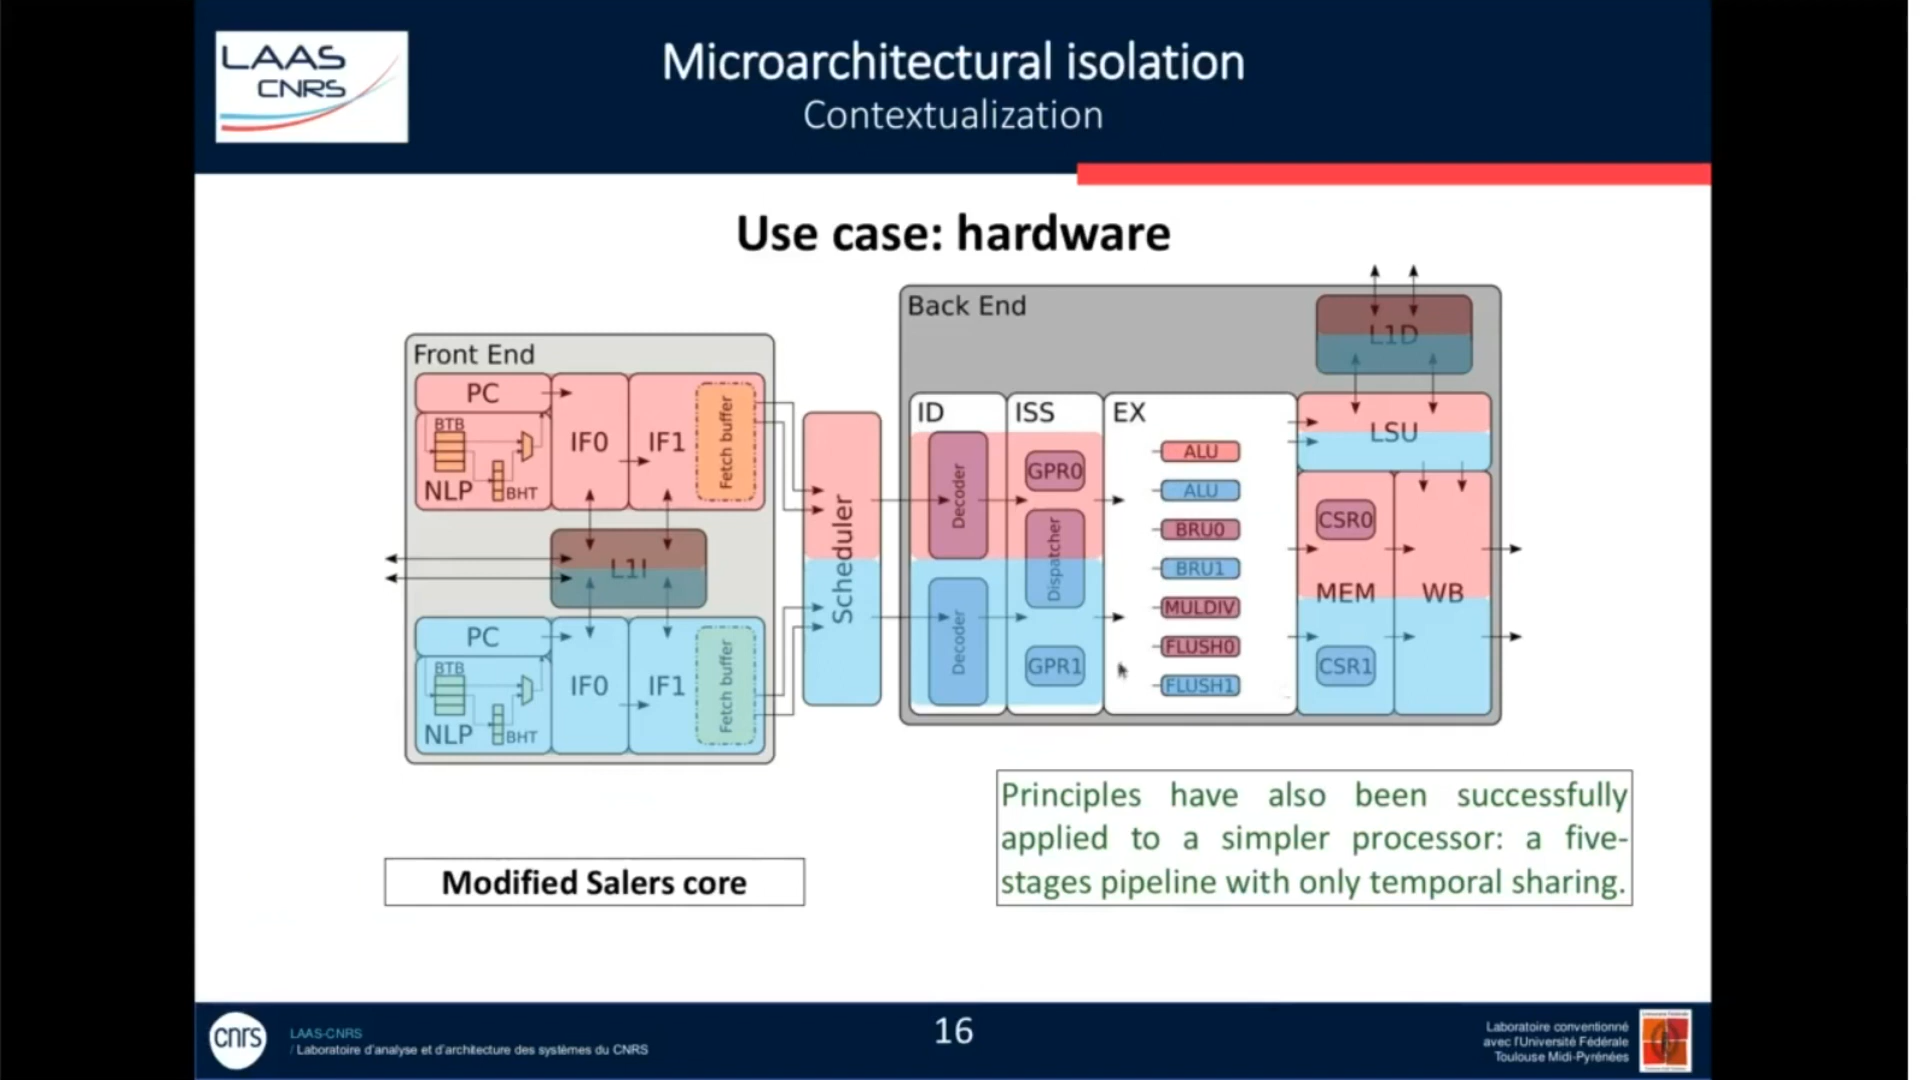 LAAS
CNRS
Microarchitectural isolation
Contextualization
Use case: hardware
Front End
PC
BTB
NLP
BHT
IF0
IF1
Fetch buffer
L1I
PC
BTB
NLP
BHT
IF0
IF1
Fetch buffer
Scheduler
Back End
L1D
ID
ISS
EX
Decoder
Decoder
GPR0
Dispatcher
GPR1
ALU
ALU
BRU0
BRU1
MULDIV
FLUSH0
FLUSH1
LSU
CSR0
MEM
CSR1
WB
Modified Salers core
Principles have also been successfully
applied to a simpler processor: a five-
stages pipeline with only temporal sharing.
cnrs
LAAS-CNRS
/ Laboratoire d'analyse et d'architecture des systèmes du CNRS
16
Laboratoire conventionné
avec l'Université Fédérale
Toulouse Midi-Pyrénées